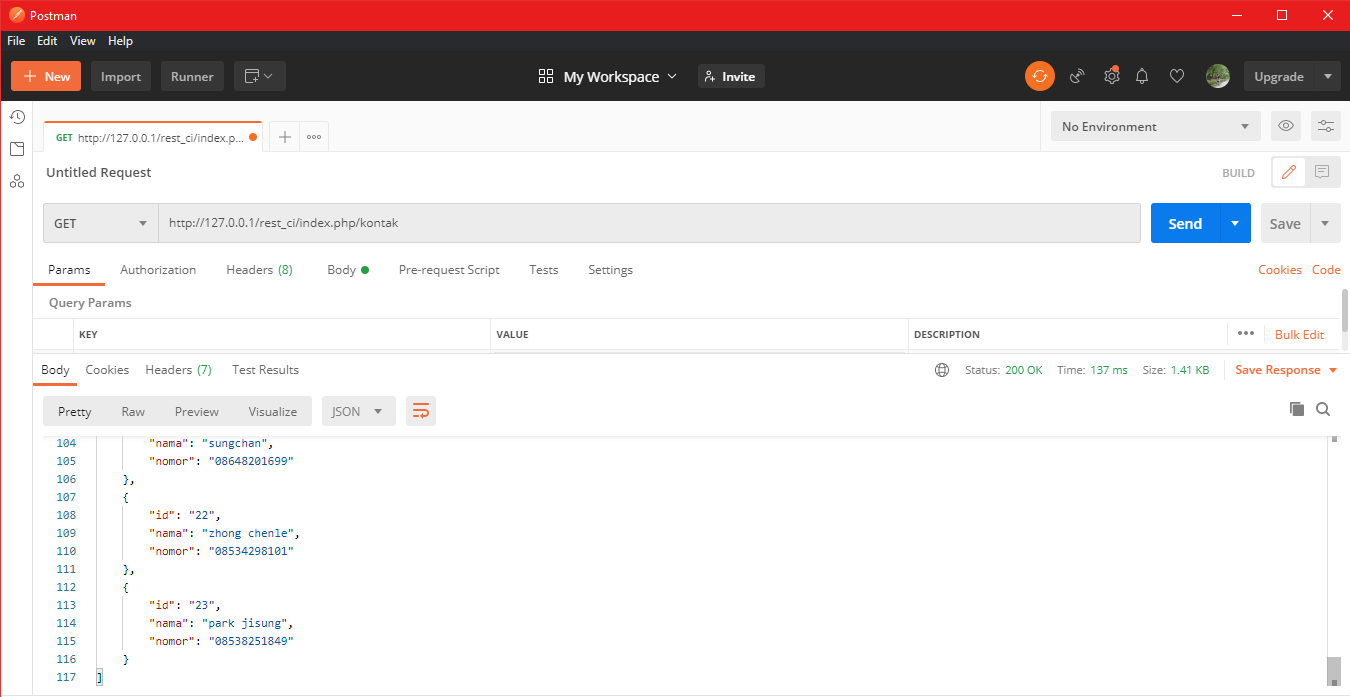 Postman
File Edit View Help
New Import Runner My Workspace Invite Upgrade
GET http://127.0.0.1/rest_ci/index.p... No Environment
Untitled Request BUILD
GET http://127.0.0.1/rest_ci/index.php/kontak Send Save
Params Authorization Headers (8) Body Pre-request Script Tests Settings Cookies Code
Query Params
KEY VALUE DESCRIPTION Bulk Edit
Body Cookies Headers (7) Test Results Status: 200 OK Time: 137 ms Size: 1.41 KB Save Response
Pretty Raw Preview Visualize JSON
104 "nama": "sungchan",
105 "nomor": "08648201699"
106 },
107 {
108 "id": "22",
109 "nama": "zhong chenle",
110 "nomor": "08534298101"
111 },
112 {
113 "id": "23",
114 "nama": "park jisung",
115 "nomor": "08538251849"
116 }
117 ]